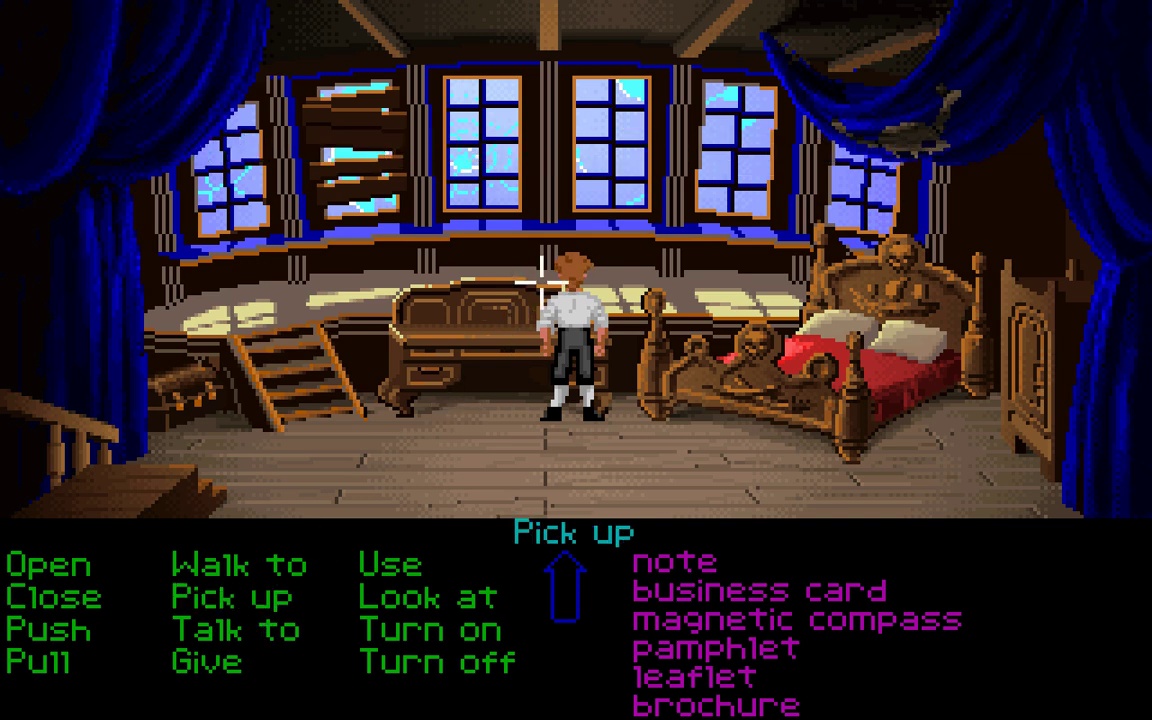 Pick up
Open Walk to Use note
Close Pick up Look at business card
Push Talk to Turn on magnetic compass
Pull Give Turn off pamphlet
leaflet
brochure